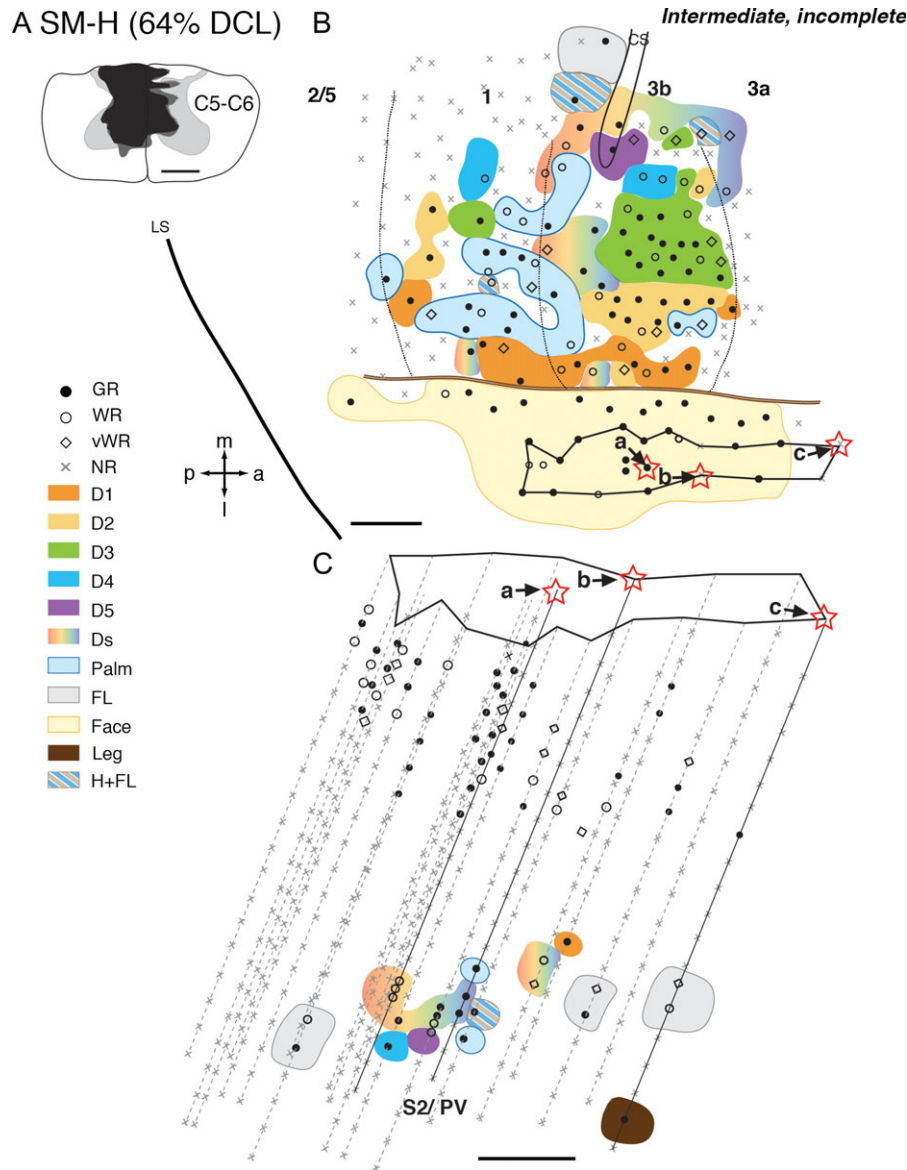 A SM-H (64% DCL)
B
Intermediate, incomplete
C5-C6
CS
2/5
1
3b
3a
LS
GR
WR
vWR
NR
D1
D2
D3
D4
D5
Ds
Palm
FL
Face
Leg
H+FL
m
p
a
l
a
b
c
C
a
b
c
S2/ PV